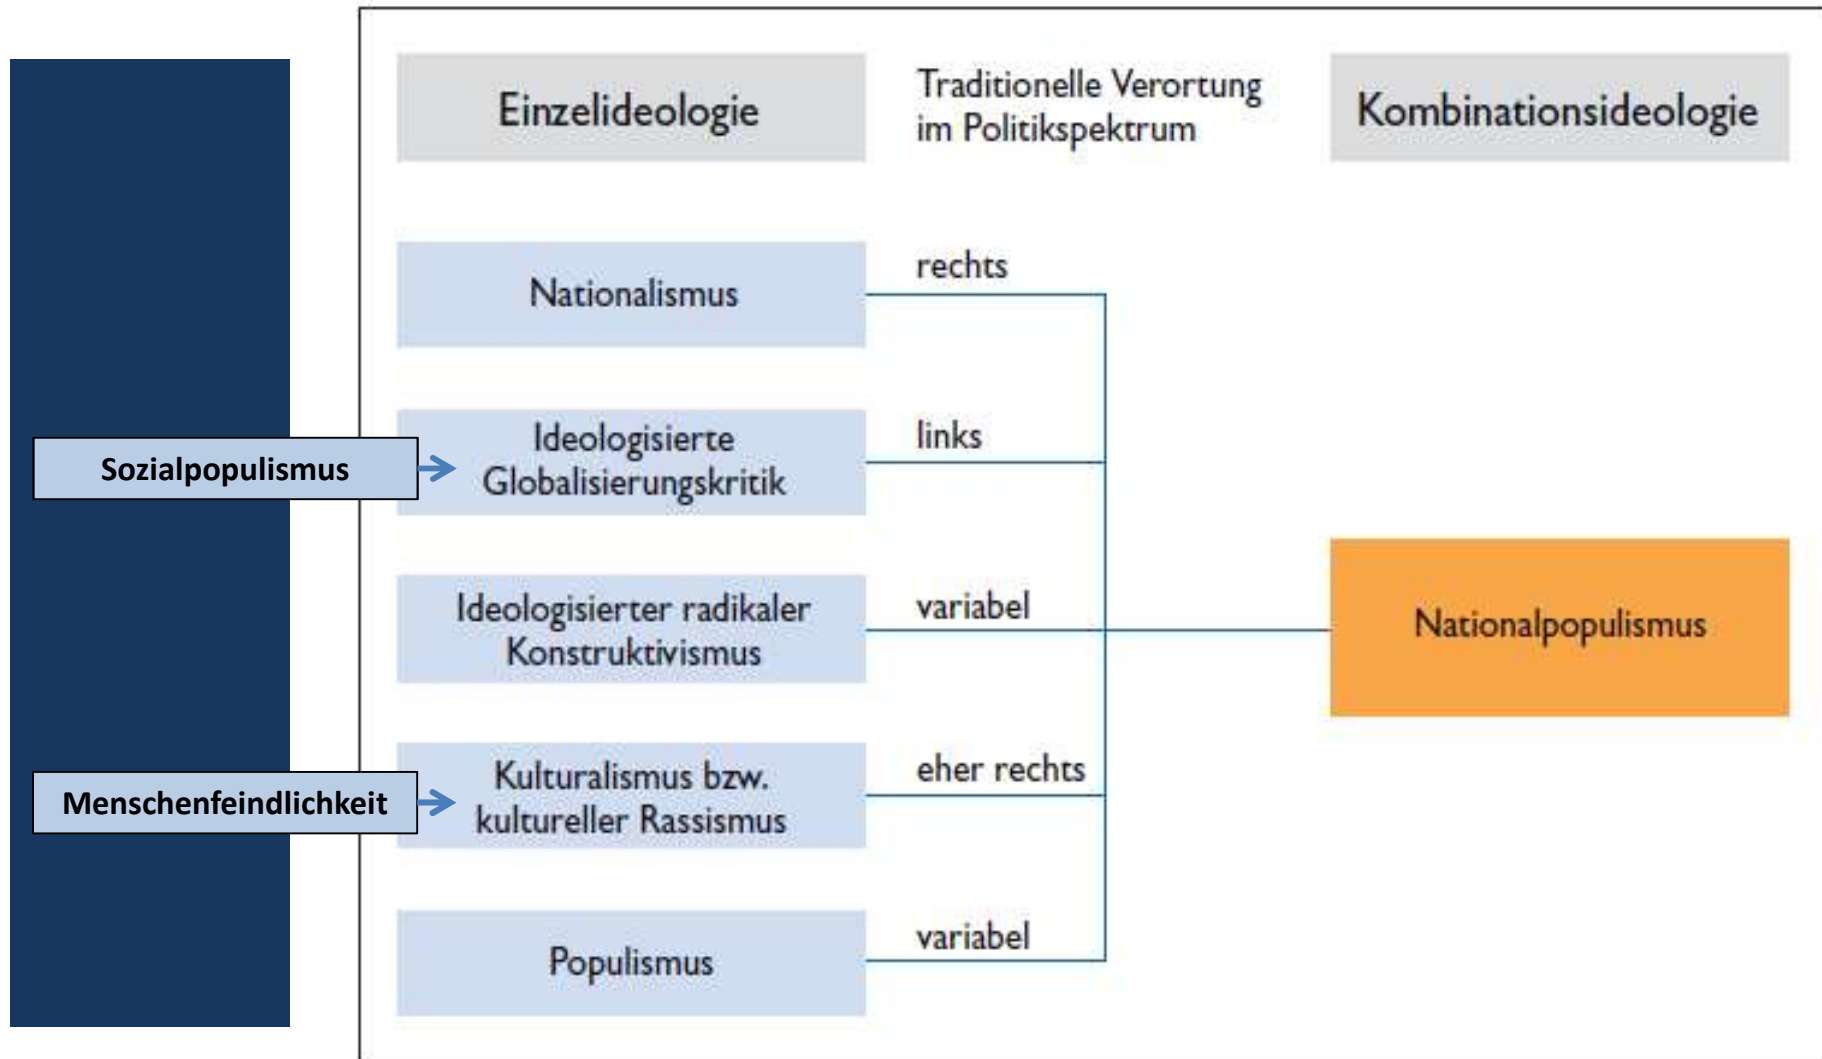 Einzelideologie
Traditionelle Verortung
im Politikspektrum
Kombinationsideologie
Nationalismus
rechts
Sozialpopulismus
Ideologisierte
Globalisierungskritik
links
Ideologisierter radikaler
Konstruktivismus
variabel
Nationalpopulismus
Menschenfeindlichkeit
Kulturalismus bzw.
kultureller Rassismus
eher rechts
Populismus
variabel